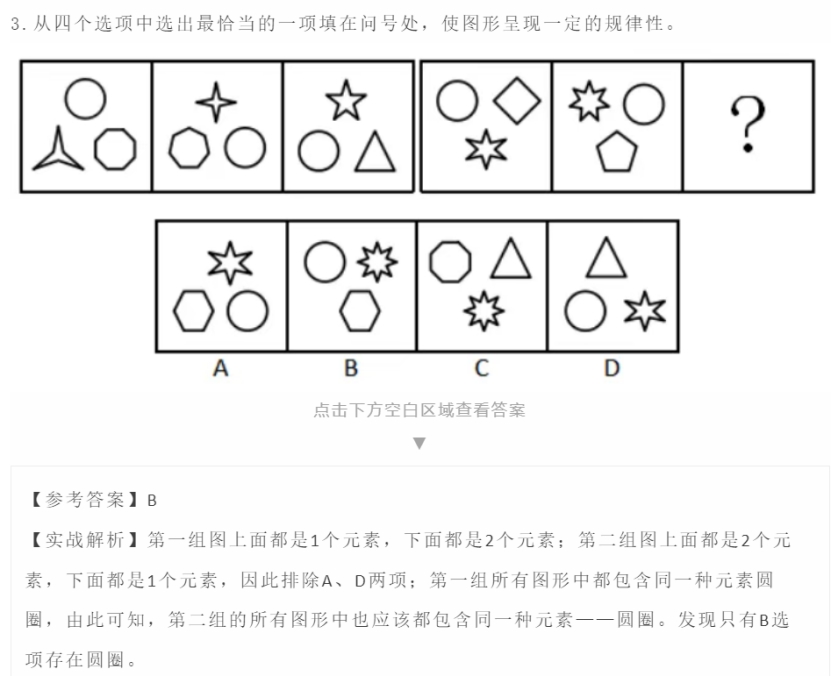 3.从四个选项中选出最恰当的一项填在问号处，使图形呈现一定的规律性。
?
A B C D
点击下方空白区域查看答案
▼
【参考答案】B
【实战解析】第一组图上面都是1个元素，下面都是2个元素；第二组图上面都是2个元
素，下面都是1个元素，因此排除A、D两项；第一组所有图形中都包含同一种元素圆
圈，由此可知，第二组的所有图形中也应该都包含同一种元素——圆圈。发现只有B选
项存在圆圈。